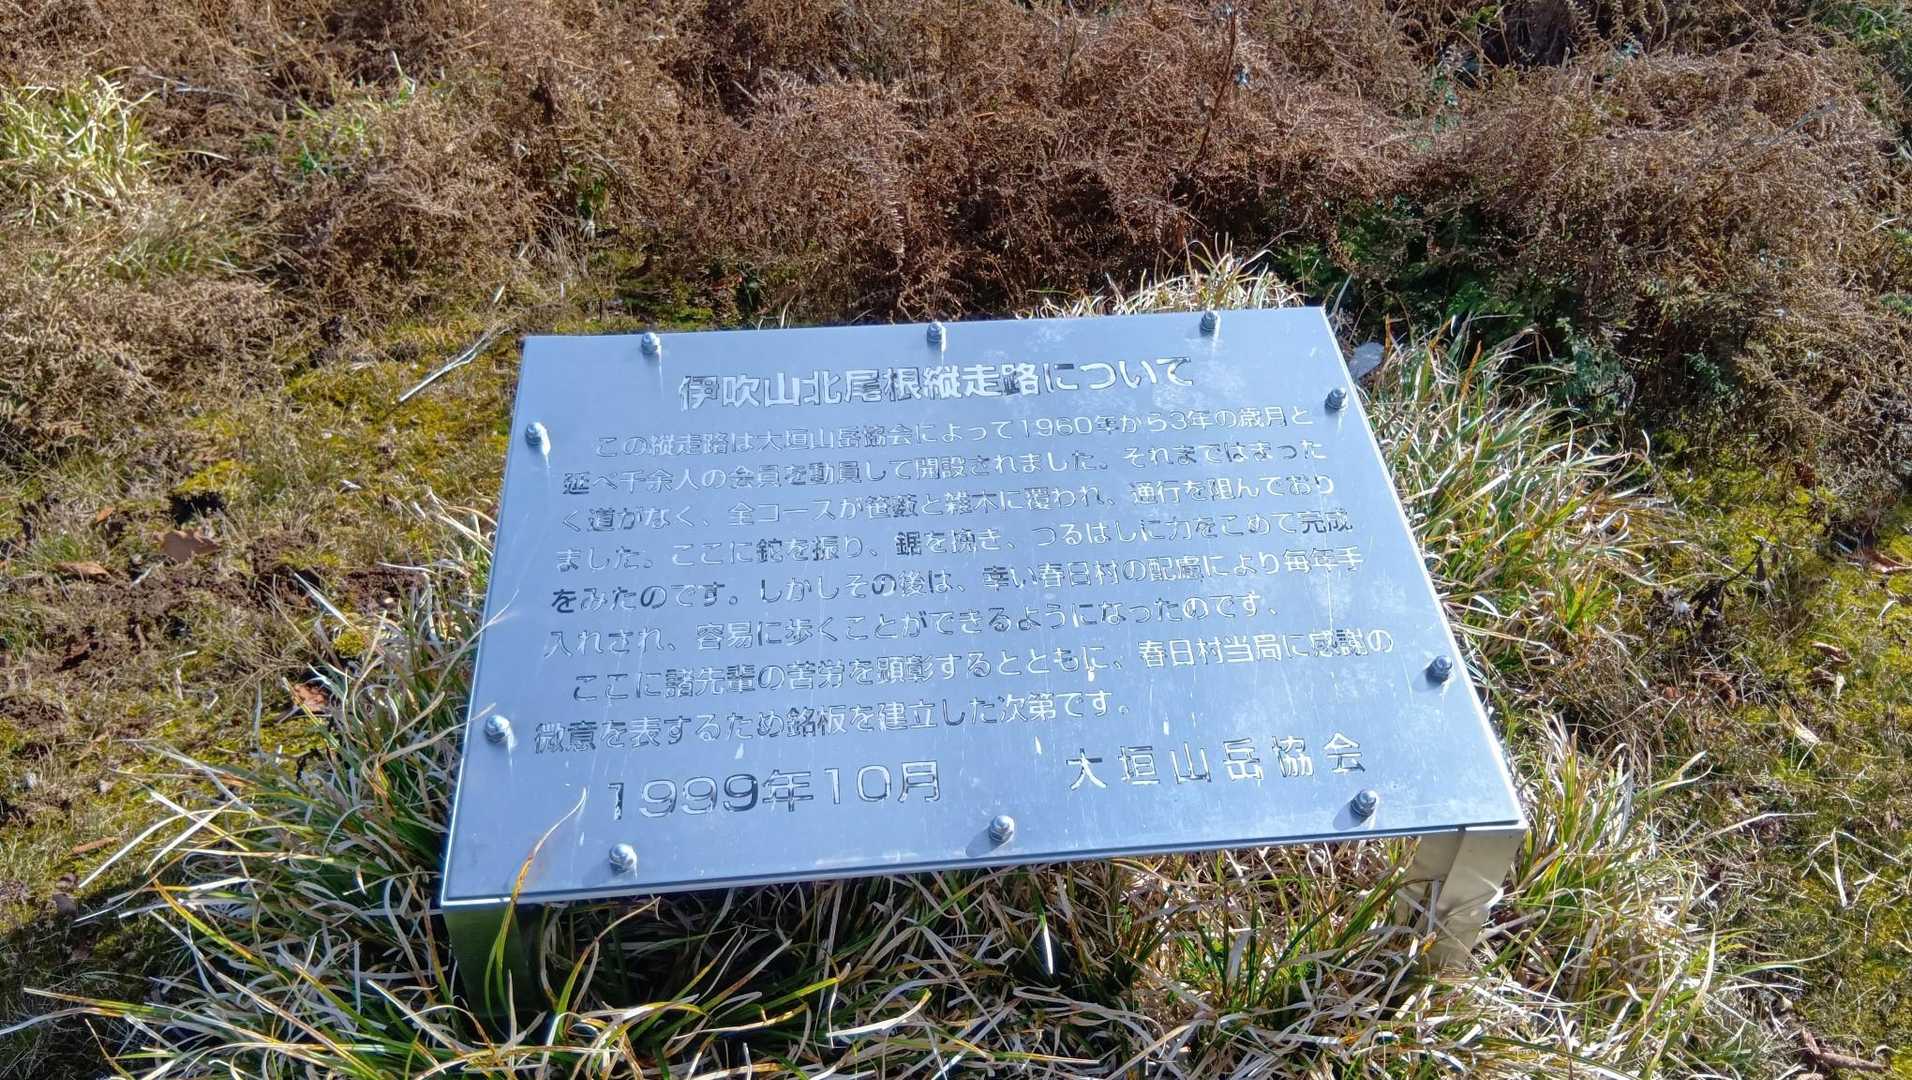 伊吹山北尾根縦走路について
この縦走路は大垣山岳協会によって1960年から3年の歳月と
延べ千余人の会員を動員して開設されました。それまではまった
く道がなく、全コースが笹薮と雑木に覆われ、通行を阻んでおり
ました。ここに鉈を振り、鋸を挽き、つるはしに力をこめて完成
をみたのです。しかしその後は、幸い春日村の配慮により毎年手
入れされ、容易に歩くことができるようになったのです。
ここに諸先輩の苦労を顕彰するとともに、春日村当局に感謝の
微意を表するため銘板を建立した次第です。
1999年10月 大垣山岳協会